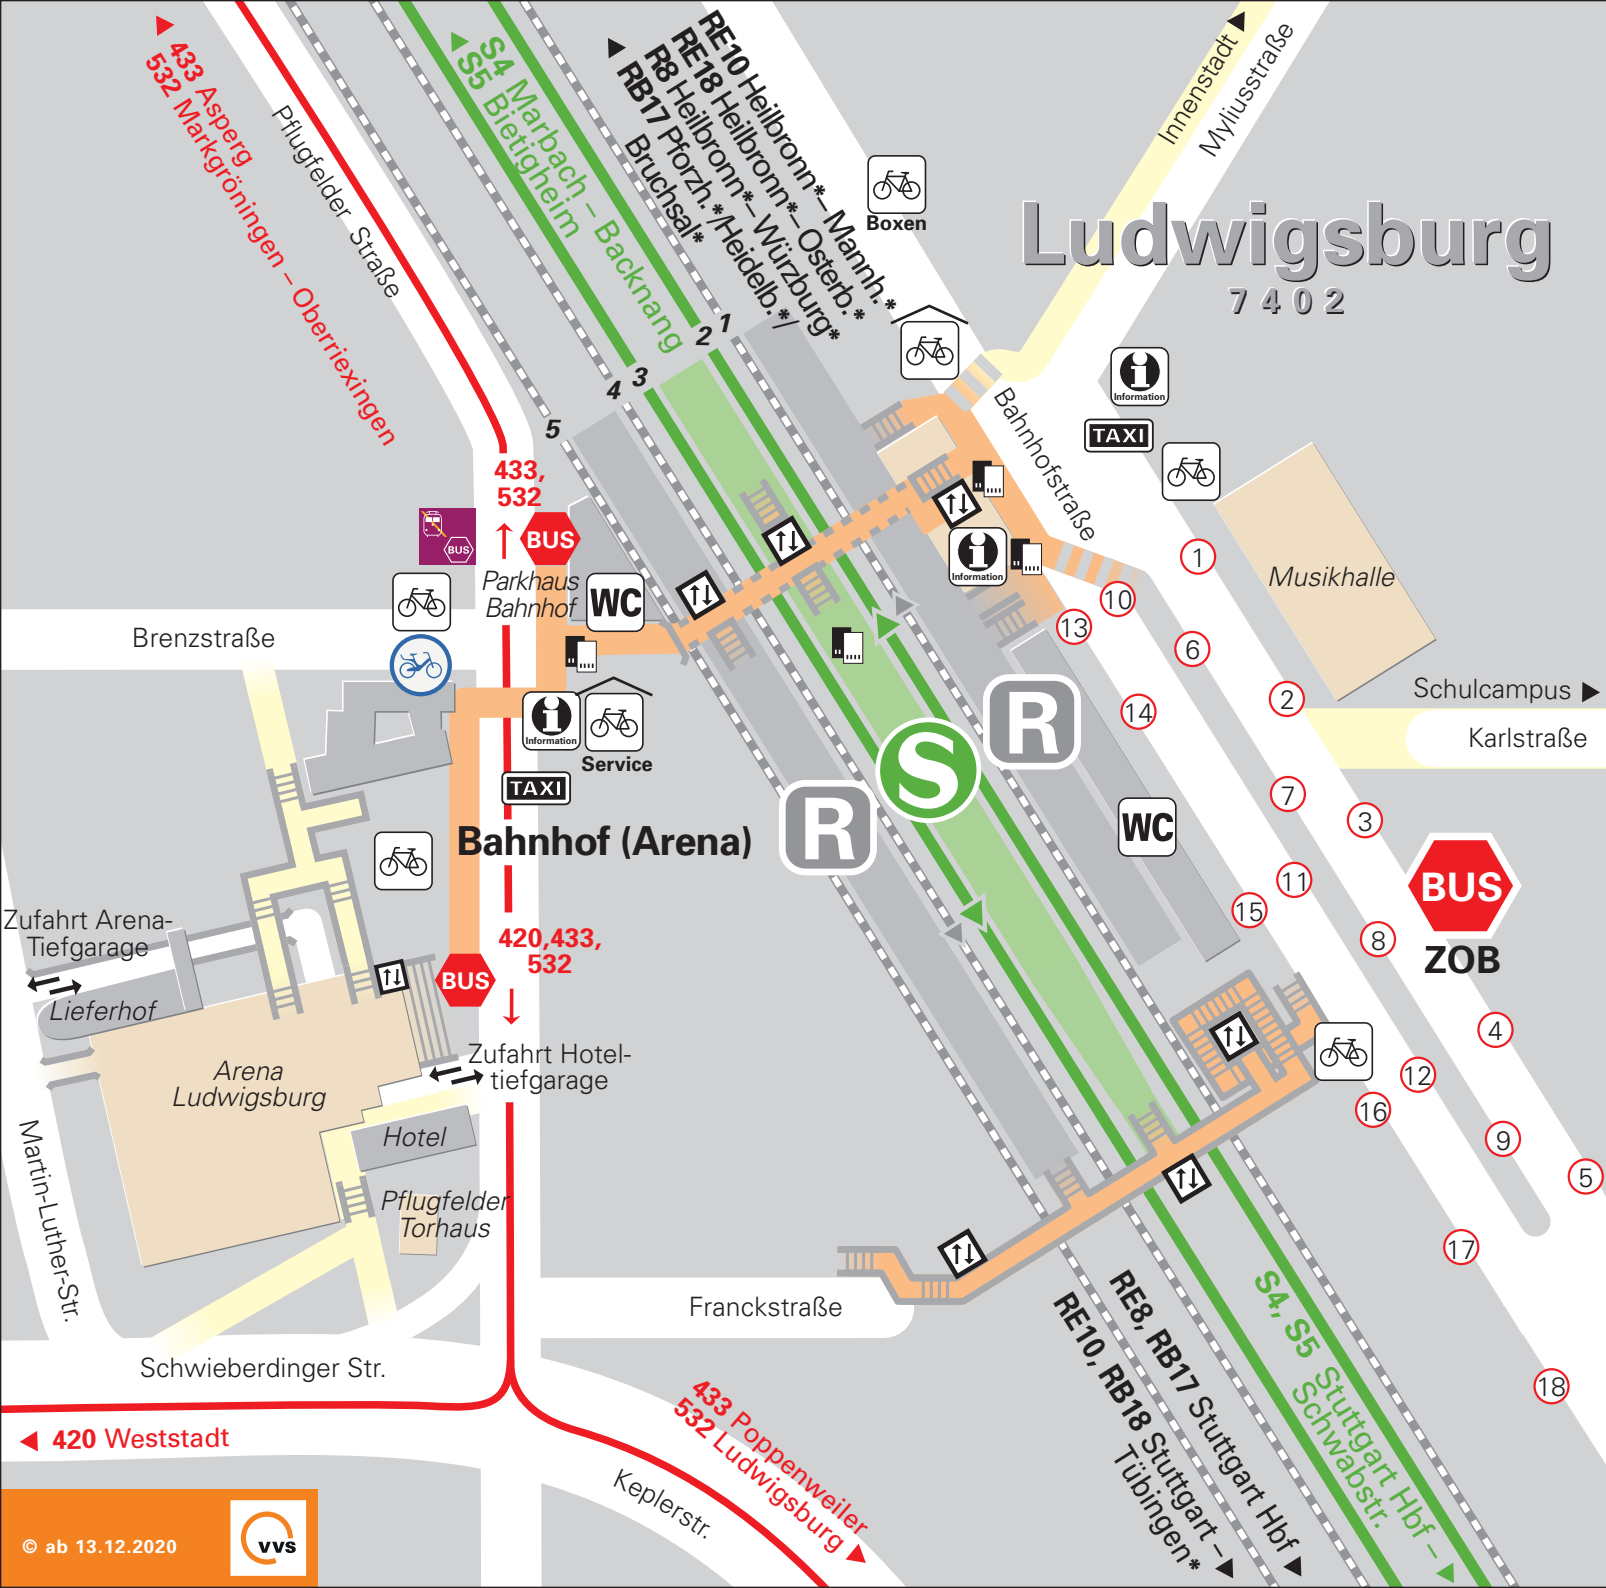 433 Asperg
532 Markgröningen – Oberriexingen
Pflugfelder Straße
S4 Marbach – Backnang
S5 Bietigheim
RE10 Heilbronn*– Mannh.*
RE18 Heilbronn*–Osterb.*
R8 Heilbronn*– Würzburg*
RB17 Pforzh.*/Heidelb.*/
Bruchsal*
Innenstadt
Myliusstraße
Boxen
Ludwigsburg
7402
1
2
3
4
5
Information
TAXI
Bahnhofstraße
433,
532
BUS
BUS
Parkhaus
Bahnhof
WC
Information
Musikhalle
Brenzstraße
Schulcampus
Karlstraße
Information
Service
TAXI
Bahnhof (Arena)
R
S
R
WC
1
10
13
6
2
14
7
3
11
15
8
4
12
16
9
5
17
18
BUS
ZOB
Zufahrt Arena-
Tiefgarage
Lieferhof
420,433,
532
BUS
Zufahrt Hotel-
tiefgarage
Arena
Ludwigsburg
Hotel
Pflugfelder
Torhaus
Martin-Luther-Str.
Franckstraße
Schwieberdinger Str.
420 Weststadt
433 Poppenweiler
532 Ludwigsburg
Keplerstr.
S4, S5 Stuttgart Hbf –
Schwabstr.
RE8, RB17 Stuttgart Hbf
RE10, RB18 Stuttgart –
Tübingen*
© ab 13.12.2020
vvs